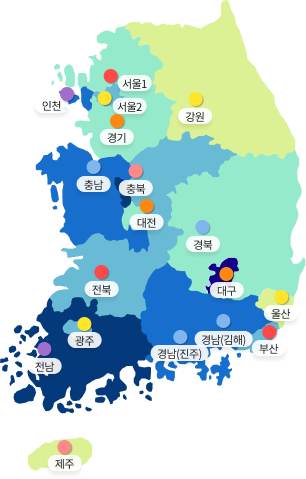 서울1
인천
서울2
강원
경기
충남
충북
대전
경북
전북
대구
울산
광주
경남(김해)
부산
경남(진주)
전남
제주